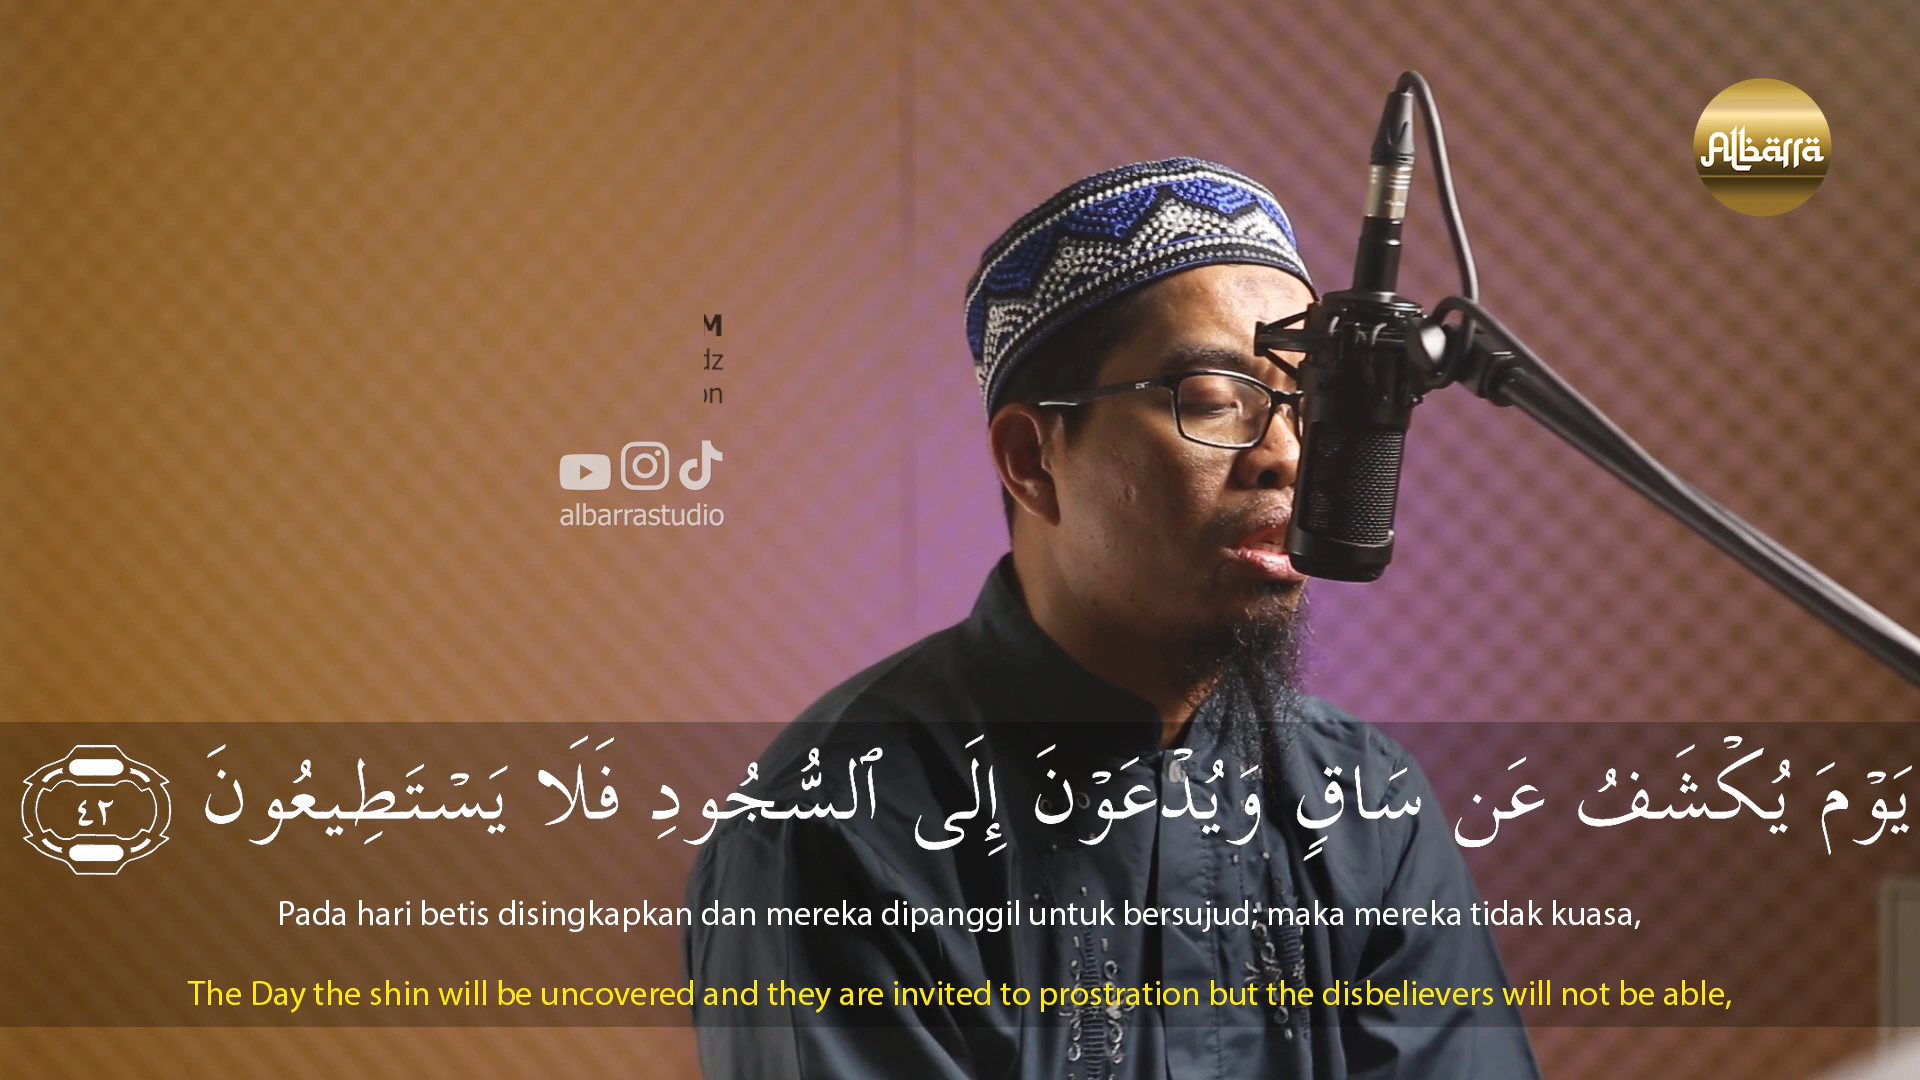 Albarra
M
dz
on
albarrastudio
يَوْمَ يُكْشَفُ عَن سَاقٍ وَيُدْعَوْنَ إِلَى ٱلسُّجُودِ فَلَا يَسْتَطِيعُونَ ٤٢
Pada hari betis disingkapkan dan mereka dipanggil untuk bersujud; maka mereka tidak kuasa,
The Day the shin will be uncovered and they are invited to prostration but the disbelievers will not be able,